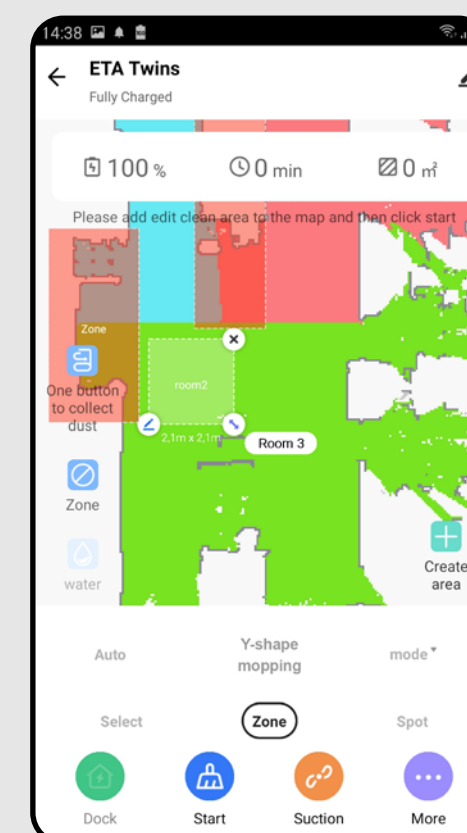 14:38
ETA Twins
Fully Charged
100 %
0 min
0 ㎡
Please add edit clean area to the map and then click start
Zone
room2
One button
to collect
dust
2,1m x 2,1m
Room 3
Zone
water
Create
area
Auto
Y-shape
mopping
mode
Select
Zone
Spot
Dock
Start
Suction
More